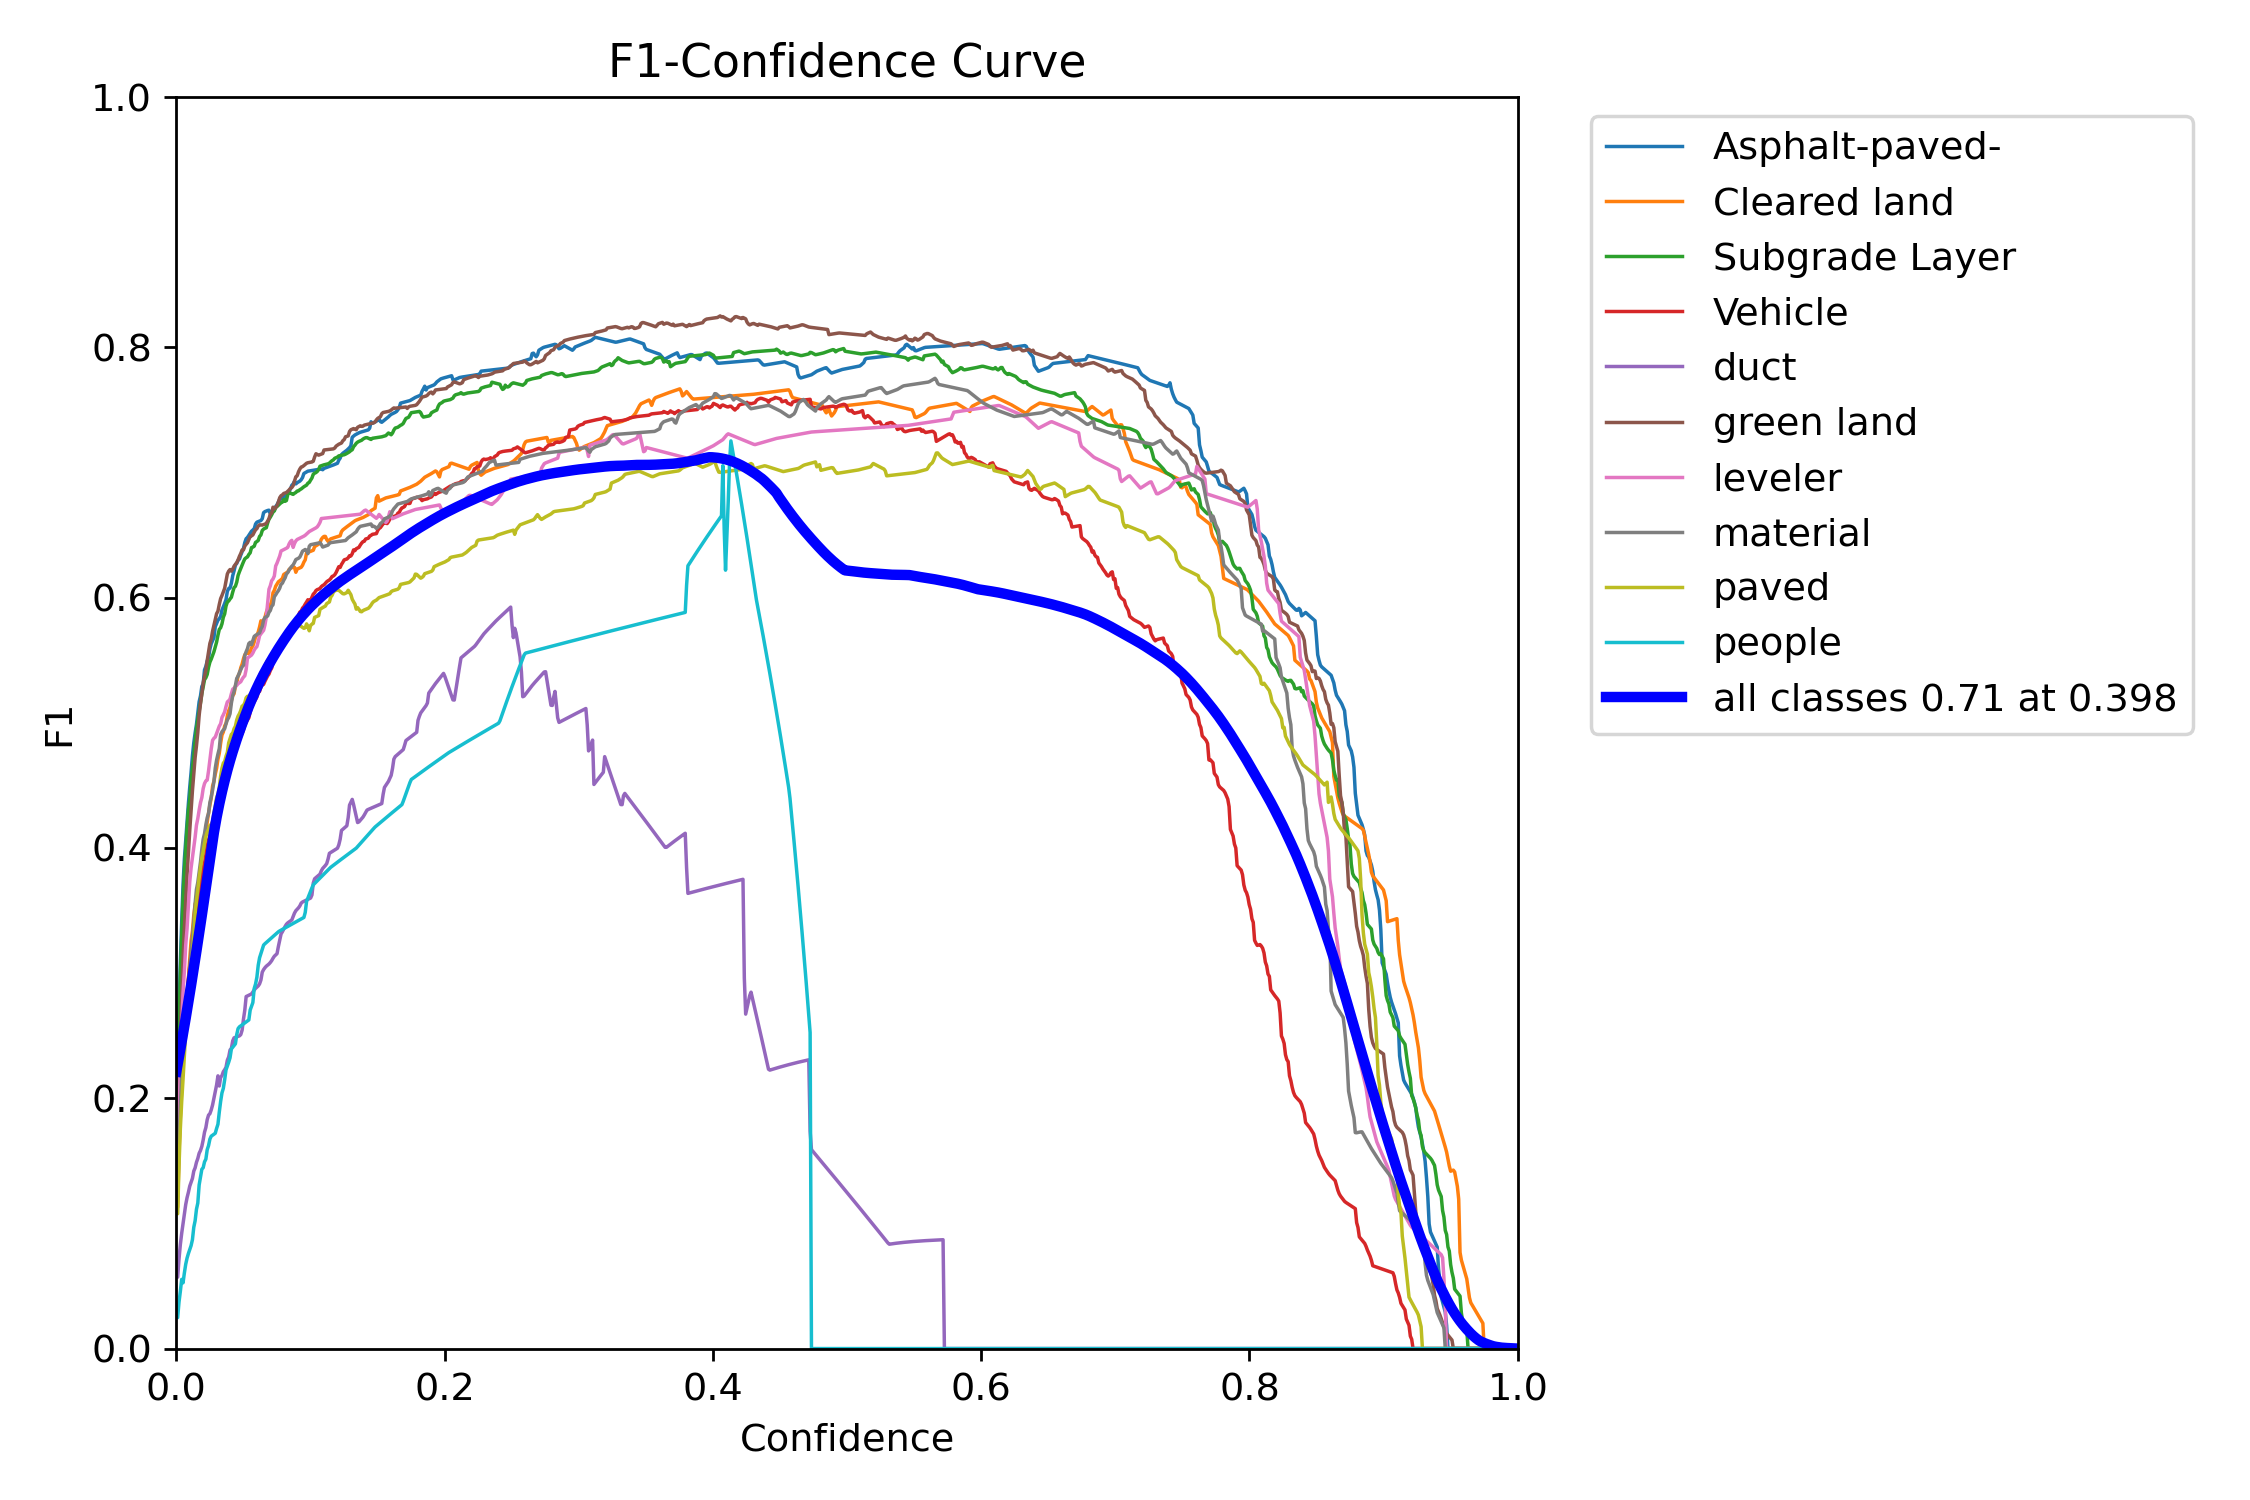 F1-Confidence Curve
1.0
0.8
0.6
0.4
0.2
0.0
F1
0.0 0.2 0.4 0.6 0.8 1.0
Confidence
Asphalt-paved-
Cleared land
Subgrade Layer
Vehicle
duct
green land
leveler
material
paved
people
all classes 0.71 at 0.398